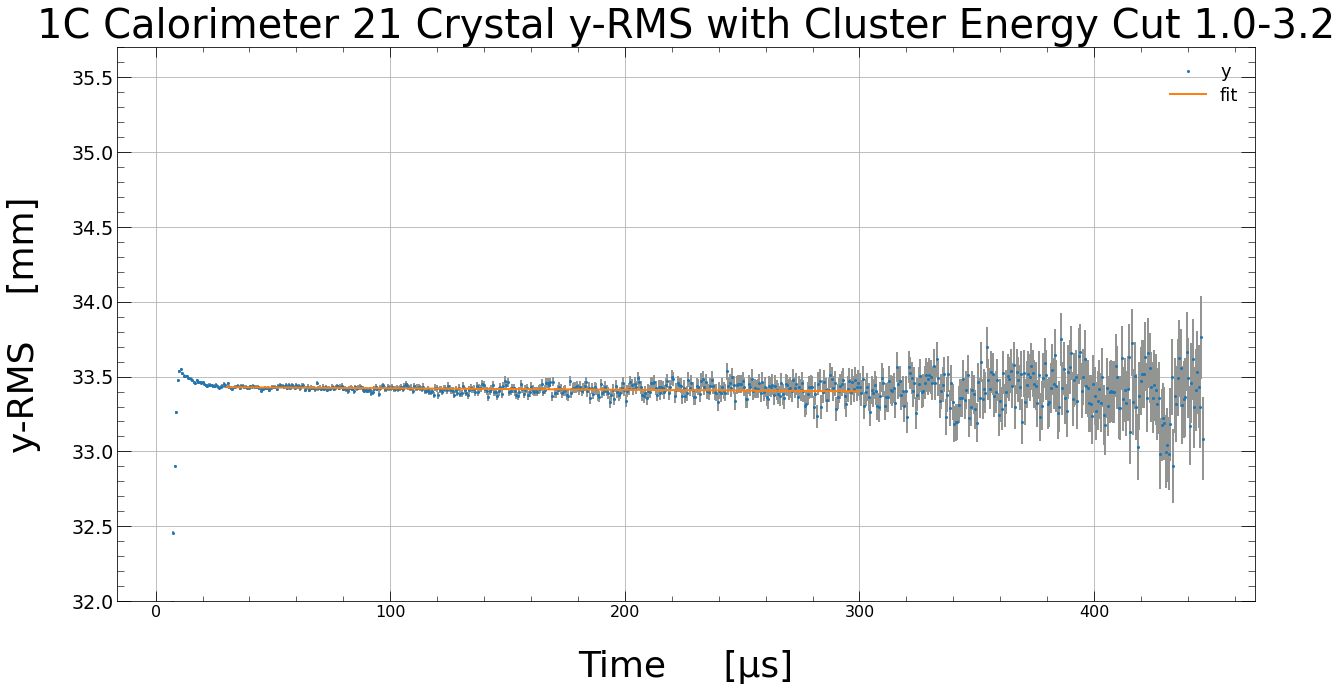 1C Calorimeter 21 Crystal y-RMS with Cluster Energy Cut 1.0-3.2
y
fit
35.5
35.0
34.5
34.0
33.5
33.0
32.5
32.0
y-RMS [mm]
0 100 200 300 400
Time [μs]